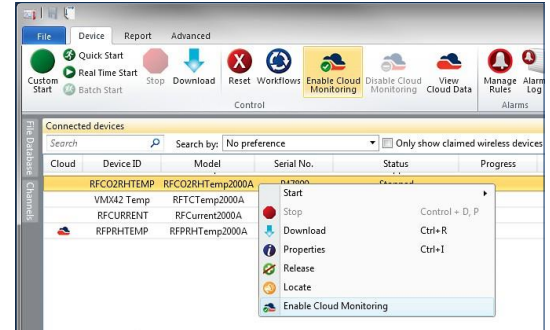 File Device Report Advanced
Custom Start
Quick Start
Real Time Start
Batch Start
Stop
Download
Reset
Workflows
Enable Cloud Monitoring
Disable Cloud Monitoring
View Cloud Data
Manage Rules
Alarm Log
Control
Alarms
File Database
Channels
Connected devices
Search
Search by: No preference
Only show claimed wireless devices
Cloud Device ID Model Serial No. Status Progress
RFCO2RHTEMP RFCO2RHTemp2000A Stopped
VMX42 Temp RFTCTemp2000A
RFCURRENT RFCurrent2000A
RFPRHTEMP RFPRHTemp2000A
Start
Stop Control + D, P
Download Ctrl+R
Properties Ctrl+I
Release
Locate
Enable Cloud Monitoring